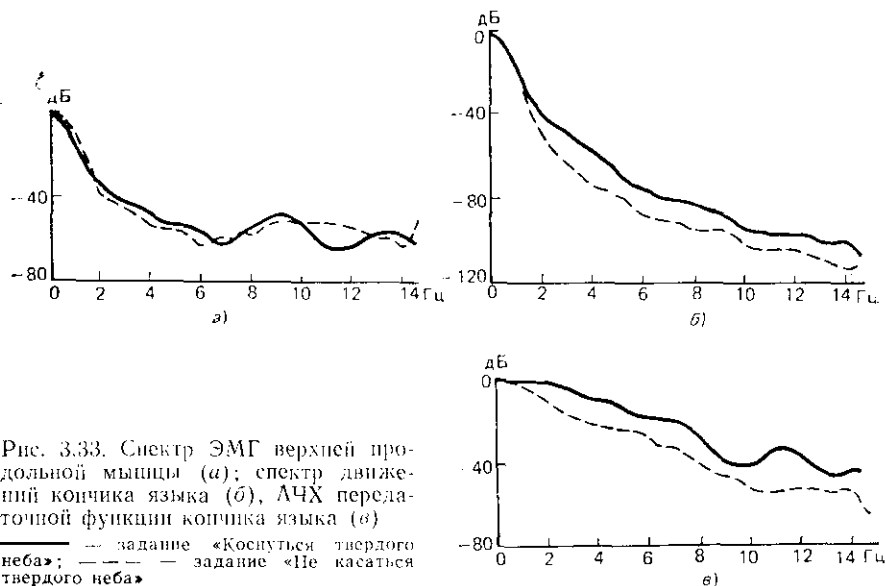 дБ
0
--40
--80
0 2 4 6 8 10 12 14 Гц
а)
дБ
0
--40
--80
--120
0 2 4 6 8 10 12 14 Гц
б)
дБ
0
40
--80
0 2 4 6 8 10 12 14 Гц
в)
Рис. 3.33. Спектр ЭМГ верхней про-
дольной мышцы (а); спектр движе-
ний кончика языка (б), АЧХ переда-
точной функции кончика языка (в)
— задание «Коснуться твердого
неба»; — — — — задание «Не касаться
твердого неба»